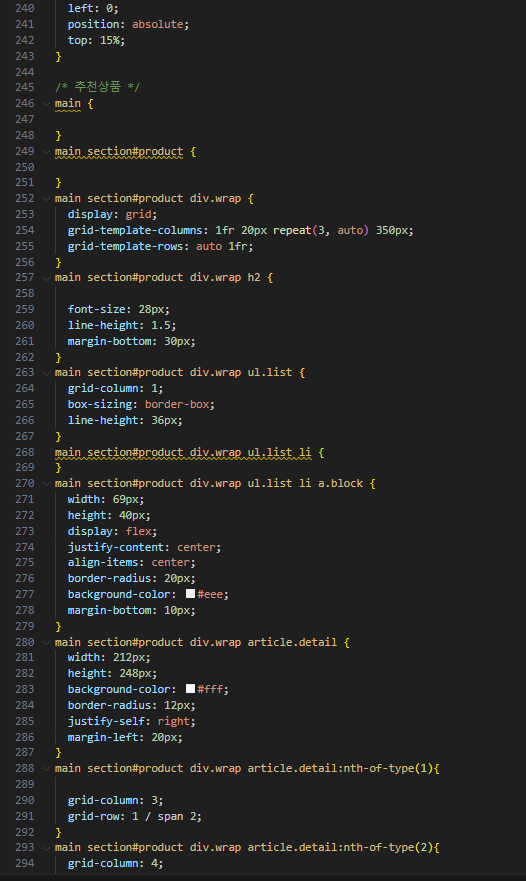 240 left: 0;
241 position: absolute;
242 top: 15%;
243 }
244
245 /* 추천상품 */
246 main {
247
248 }
249 main section#product {
250
251 }
252 main section#product div.wrap {
253 display: grid;
254 grid-template-columns: 1fr 20px repeat(3, auto) 350px;
255 grid-template-rows: auto 1fr;
256 }
257 main section#product div.wrap h2 {
258
259 font-size: 28px;
260 line-height: 1.5;
261 margin-bottom: 30px;
262 }
263 main section#product div.wrap ul.list {
264 grid-column: 1;
265 box-sizing: border-box;
266 line-height: 36px;
267 }
268 main section#product div.wrap ul.list li {
269 }
270 main section#product div.wrap ul.list li a.block {
271 width: 69px;
272 height: 40px;
273 display: flex;
274 justify-content: center;
275 align-items: center;
276 border-radius: 20px;
277 background-color: #eee;
278 margin-bottom: 10px;
279 }
280 main section#product div.wrap article.detail {
281 width: 212px;
282 height: 248px;
283 background-color: #fff;
284 border-radius: 12px;
285 justify-self: right;
286 margin-left: 20px;
287 }
288 main section#product div.wrap article.detail:nth-of-type(1){
289
290 grid-column: 3;
291 grid-row: 1 / span 2;
292 }
293 main section#product div.wrap article.detail:nth-of-type(2){
294 grid-column: 4;